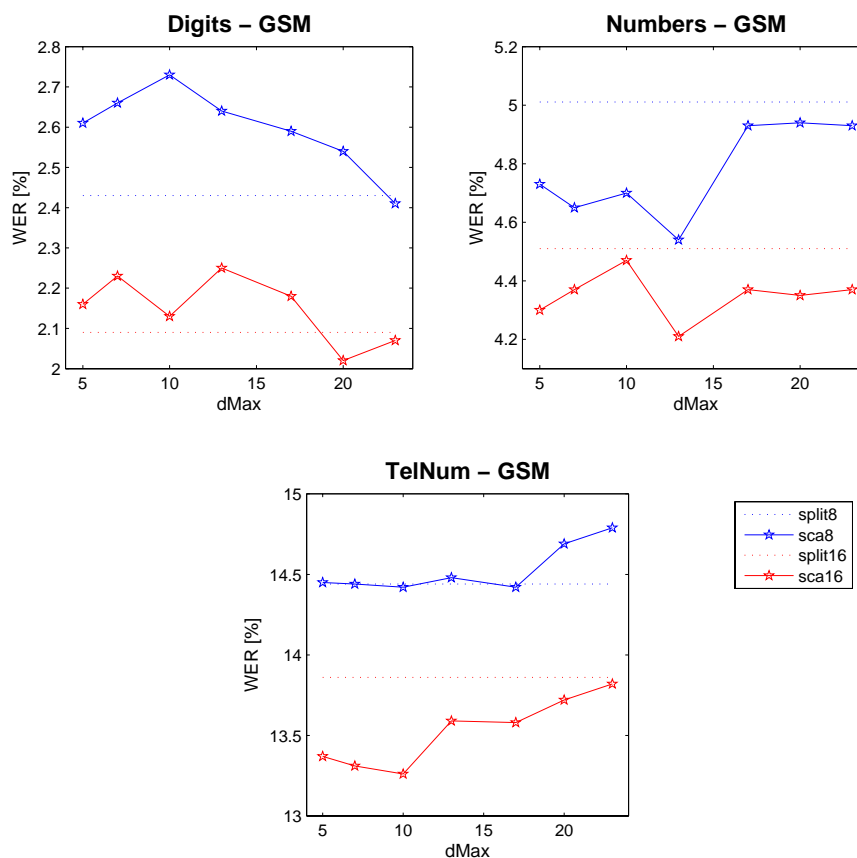 Digits – GSM
2.8
2.7
2.6
2.5
2.4
2.3
2.2
2.1
2
WER [%]
5 10 15 20
dMax
Numbers – GSM
5.2
5
4.8
4.6
4.4
4.2
WER [%]
5 10 15 20
dMax
TelNum – GSM
15
14.5
14
13.5
13
WER [%]
5 10 15 20
dMax
split8
sca8
split16
sca16